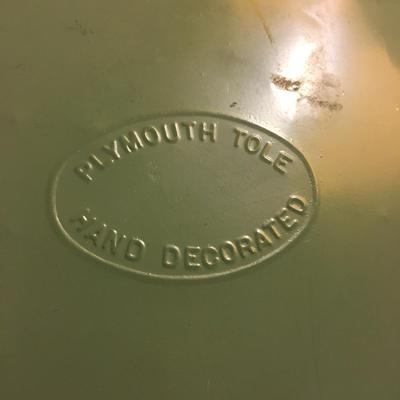 PLYMOUTH TOLE
HAND DECORATED